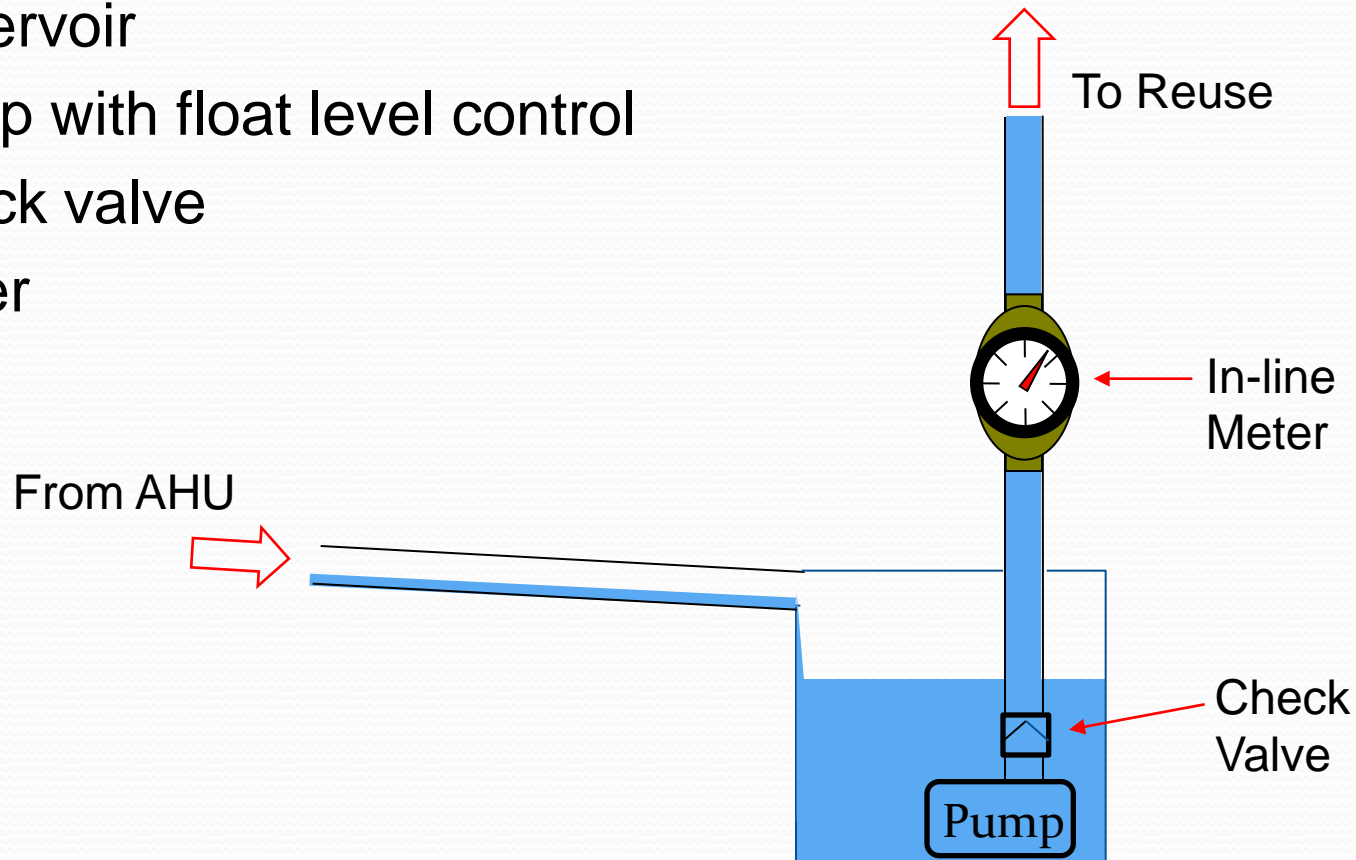 ervoir
p with float level control
ck valve
er
To Reuse
In-line
Meter
From AHU
Check
Valve
Pump